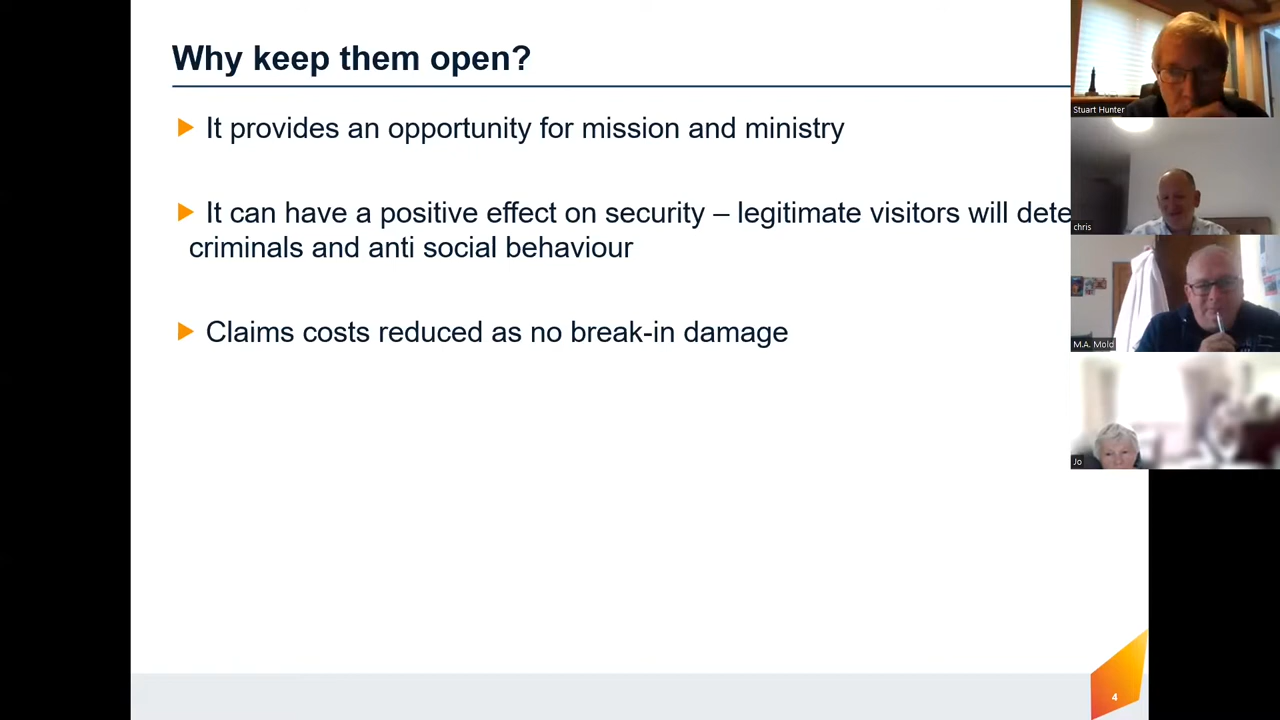 Why keep them open?
It provides an opportunity for mission and ministry
It can have a positive effect on security – legitimate visitors will dete
criminals and anti social behaviour
Claims costs reduced as no break-in damage
4
Stuart Hunter
chris
M.A. Mold
Jo